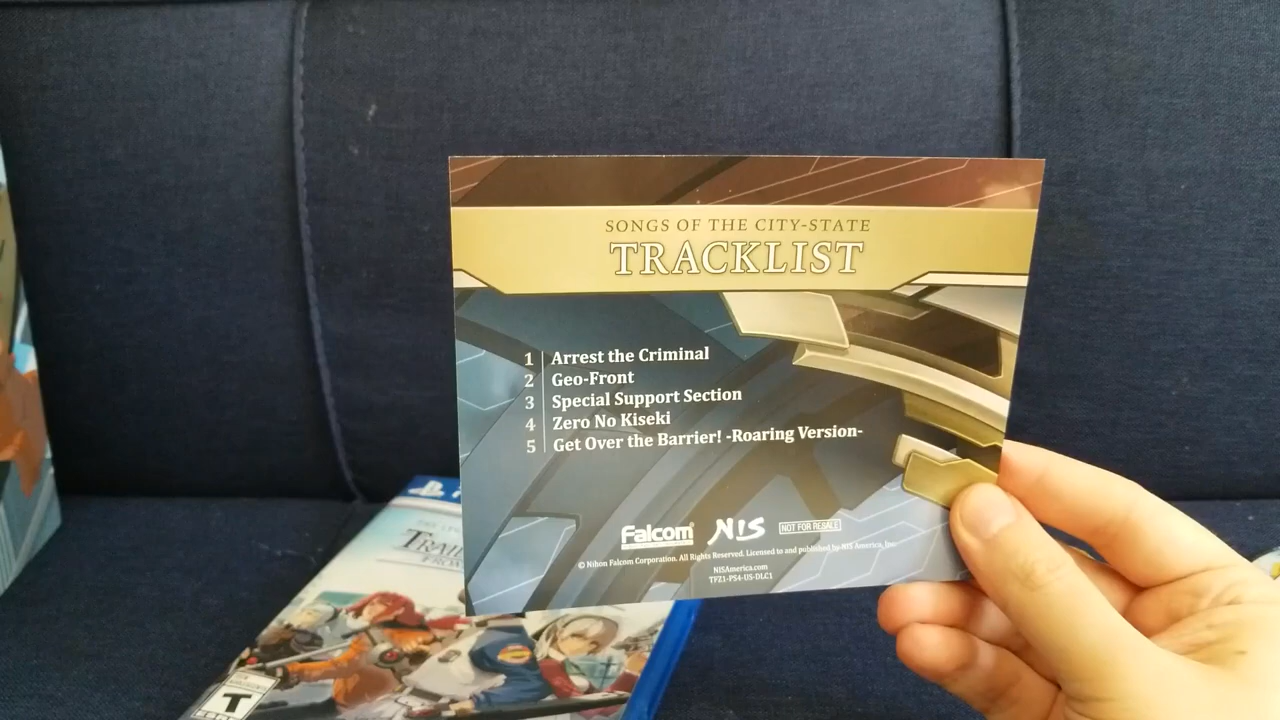 SONGS OF THE CITY-STATE
TRACKLIST
1 Arrest the Criminal
2 Geo-Front
3 Special Support Section
4 Zero No Kiseki
5 Get Over the Barrier! -Roaring Version-
Falcom NIS NOT FOR RESALE
© Nihon Falcom Corporation. All Rights Reserved. Licensed to and published by NIS America, Inc.
NISAmerica.com
TFZ1-PS4-US-DLC1
T